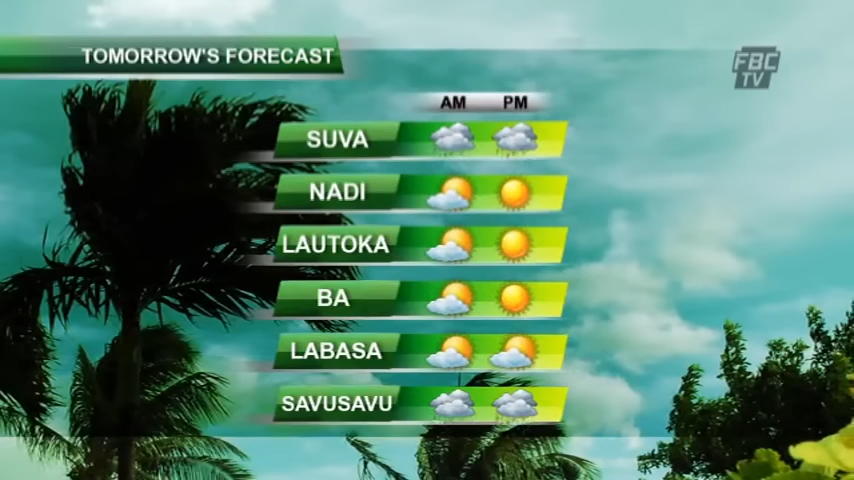 TOMORROW'S FORECAST
FBC
TV
AM PM
SUVA
NADI
LAUTOKA
BA
LABASA
SAVUSAVU